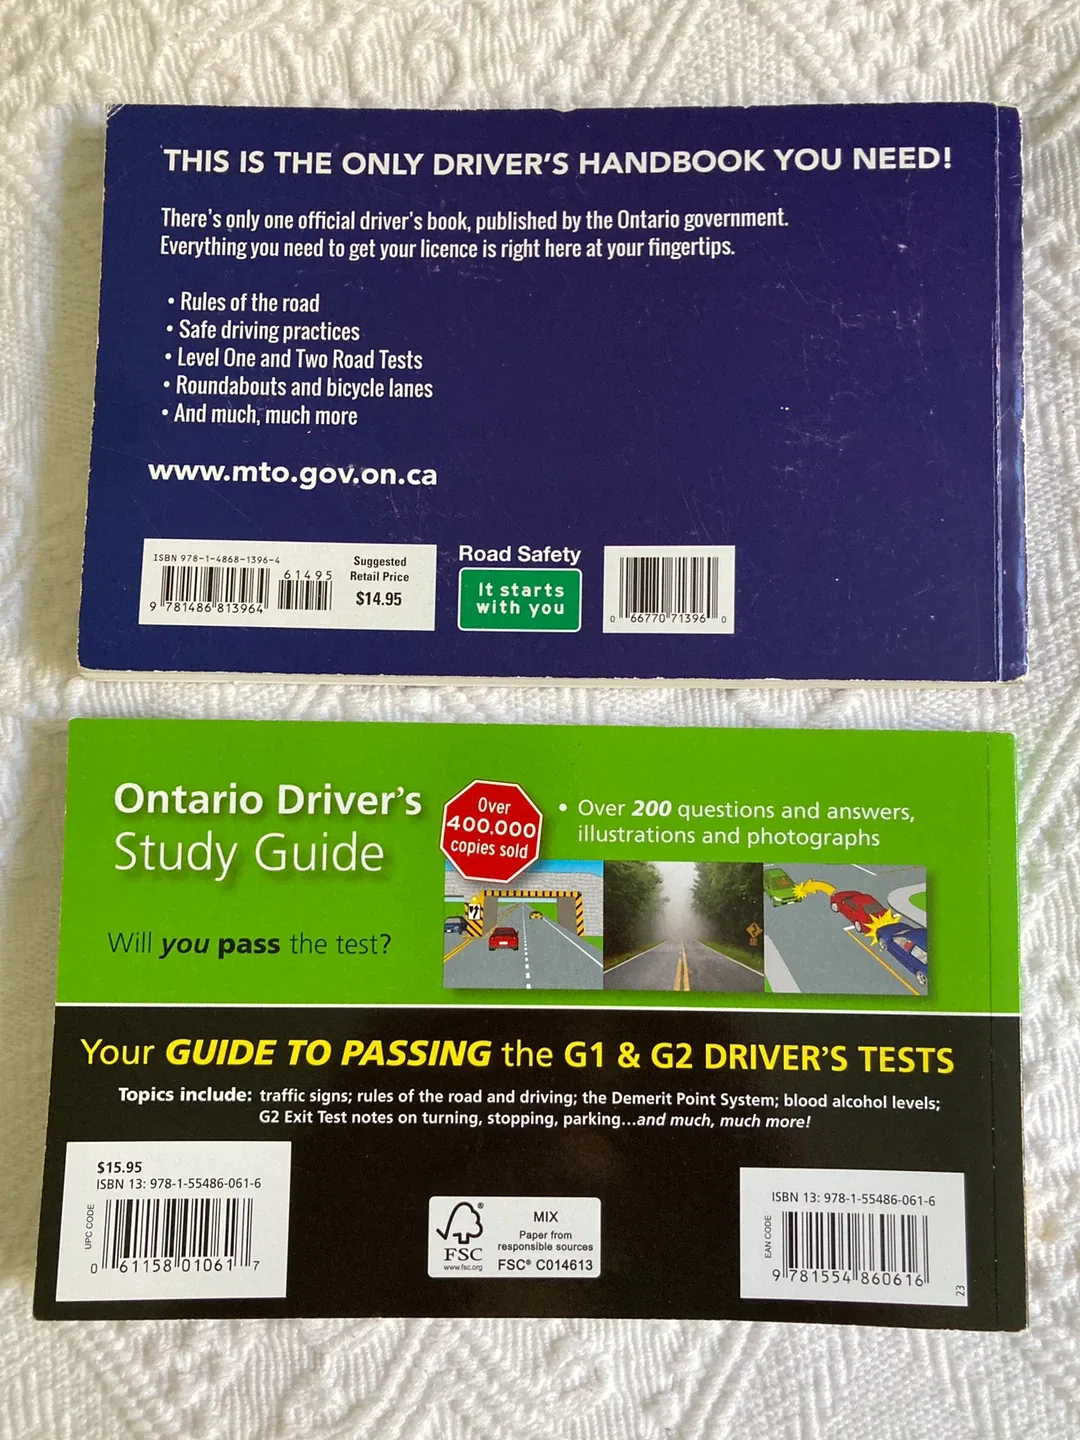 THIS IS THE ONLY DRIVER'S HANDBOOK YOU NEED!
There's only one official driver's book, published by the Ontario government.
Everything you need to get your licence is right here at your fingertips.
• Rules of the road
• Safe driving practices
• Level One and Two Road Tests
• Roundabouts and bicycle lanes
• And much, much more
www.mto.gov.on.ca
ISBN 978-1-4868-1396-4
61495
9 781486 813964
Suggested
Retail Price
$14.95
Road Safety
It starts
with you
0 66770 71396 0
Ontario Driver's
Study Guide
Will you pass the test?
Over
400,000
copies sold
• Over 200 questions and answers,
illustrations and photographs
Your GUIDE TO PASSING the G1 & G2 DRIVER'S TESTS
Topics include: traffic signs; rules of the road and driving; the Demerit Point System; blood alcohol levels;
G2 Exit Test notes on turning, stopping, parking...and much, much more!
$15.95
ISBN 13: 978-1-55486-061-6
UPC CODE
0 61158 01061 7
FSC
www.fsc.org
MIX
Paper from
responsible sources
FSC® C014613
ISBN 13: 978-1-55486-061-6
EAN CODE
9 781554 860616
23